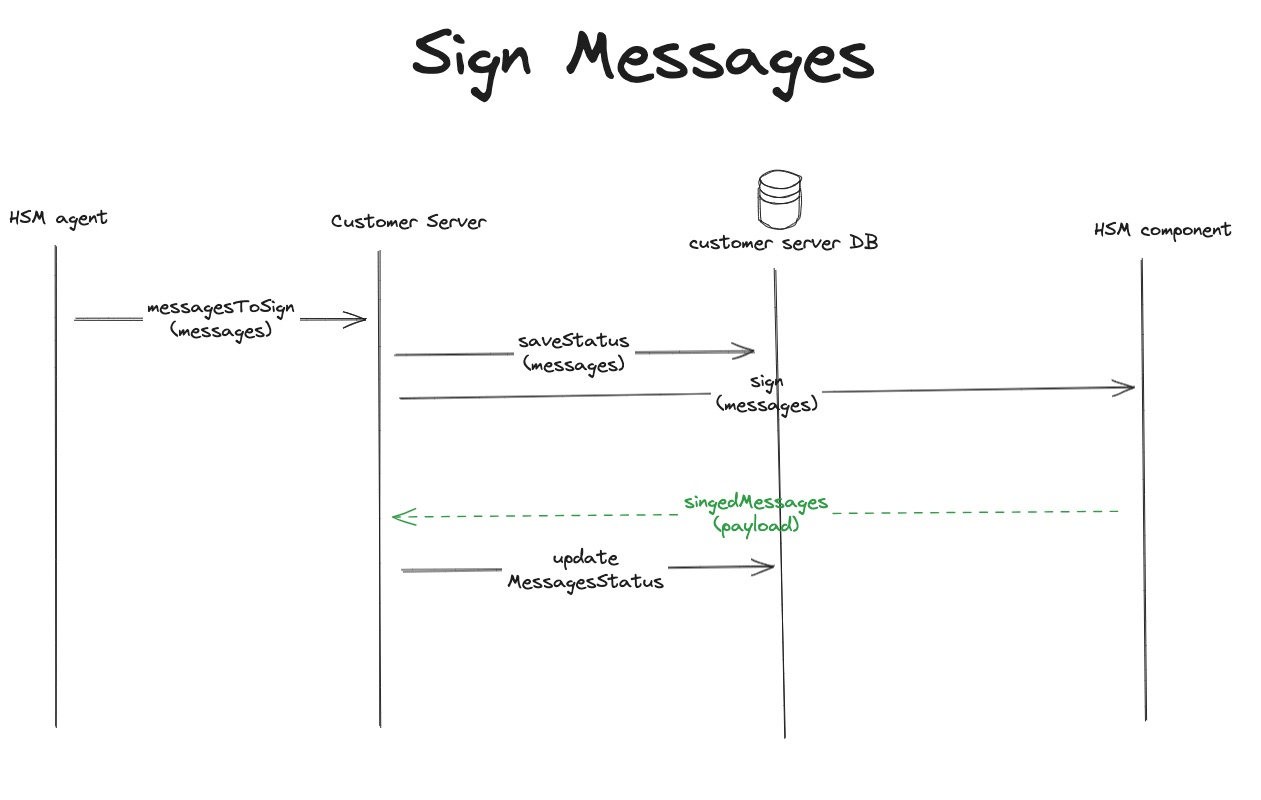 Sign Messages
HSM agent
Customer Server
customer server DB
HSM component
messagesToSign
(messages)
saveStatus
(messages)
sign
(messages)
singedMessages
(payload)
update
MessagesStatus